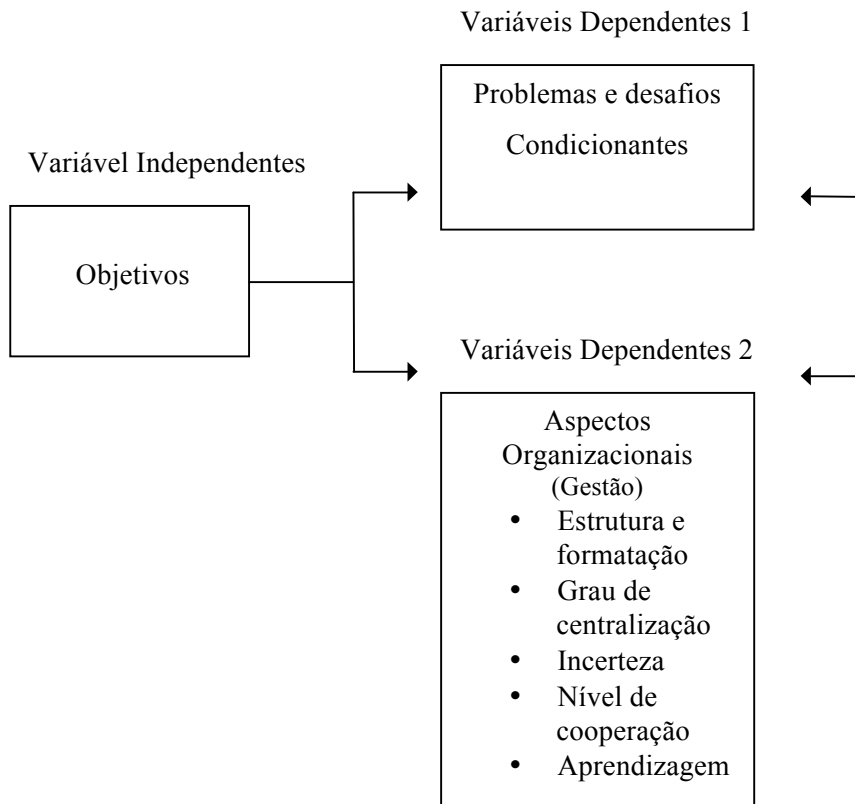 Variáveis Dependentes 1
Problemas e desafios
Condicionantes
Variável Independentes
Objetivos
Variáveis Dependentes 2
Aspectos
Organizacionais
(Gestão)
• Estrutura e
formatação
• Grau de
centralização
• Incerteza
• Nível de
cooperação
• Aprendizagem